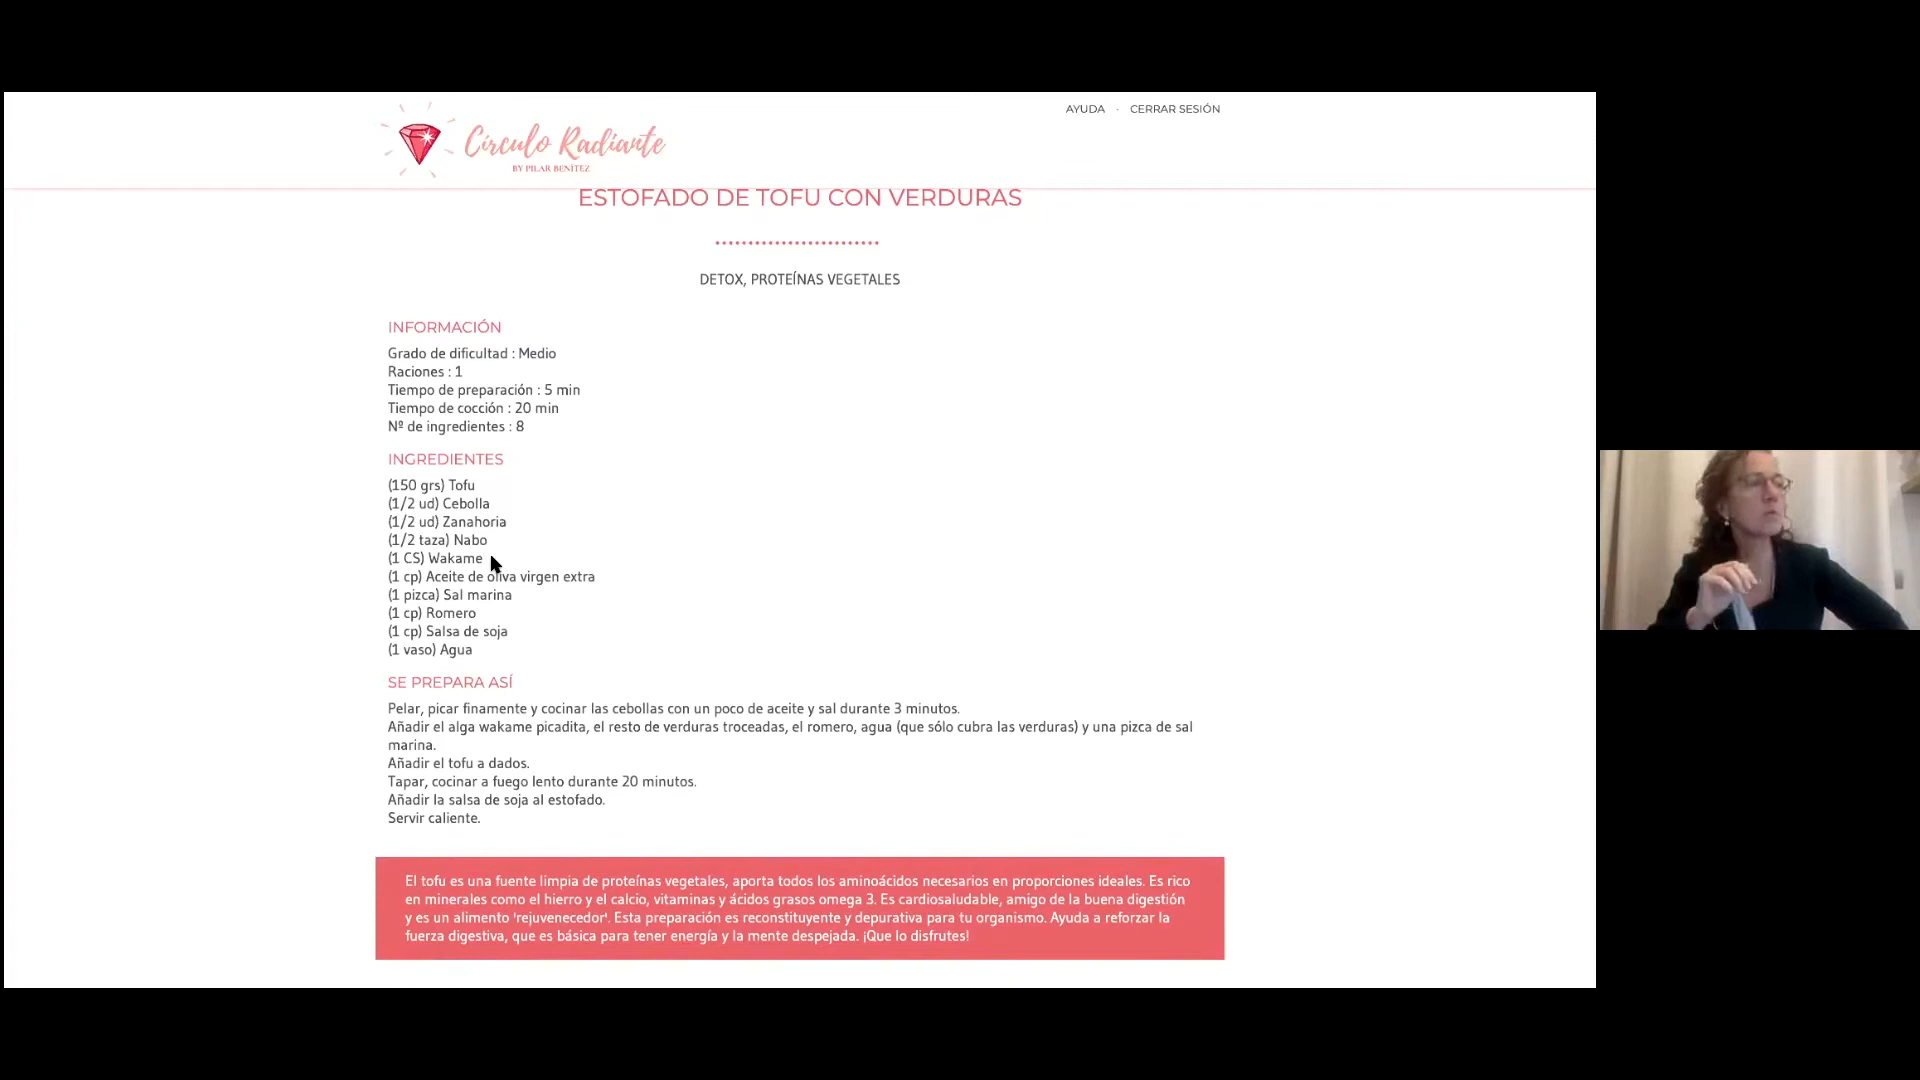 AYUDA · CERRAR SESIÓN
Círculo Radiante
BY PILAR BENÍTEZ
ESTOFADO DE TOFU CON VERDURAS
DETOX, PROTEÍNAS VEGETALES
INFORMACIÓN
Grado de dificultad : Medio
Raciones : 1
Tiempo de preparación : 5 min
Tiempo de cocción : 20 min
Nº de ingredientes : 8
INGREDIENTES
(150 grs) Tofu
(1/2 ud) Cebolla
(1/2 ud) Zanahoria
(1/2 taza) Nabo
(1 CS) Wakame
(1 cp) Aceite de oliva virgen extra
(1 pizca) Sal marina
(1 cp) Romero
(1 cp) Salsa de soja
(1 vaso) Agua
SE PREPARA ASÍ
Pelar, picar finamente y cocinar las cebollas con un poco de aceite y sal durante 3 minutos.
Añadir el alga wakame picadita, el resto de verduras troceadas, el romero, agua (que sólo cubra las verduras) y una pizca de sal
marina.
Añadir el tofu a dados.
Tapar, cocinar a fuego lento durante 20 minutos.
Añadir la salsa de soja al estofado.
Servir caliente.
El tofu es una fuente limpia de proteínas vegetales, aporta todos los aminoácidos necesarios en proporciones ideales. Es rico
en minerales como el hierro y el calcio, vitaminas y ácidos grasos omega 3. Es cardiosaludable, amigo de la buena digestión
y es un alimento 'rejuvenecedor'. Esta preparación es reconstituyente y depurativa para tu organismo. Ayuda a reforzar la
fuerza digestiva, que es básica para tener energía y la mente despejada. ¡Que lo disfrutes!